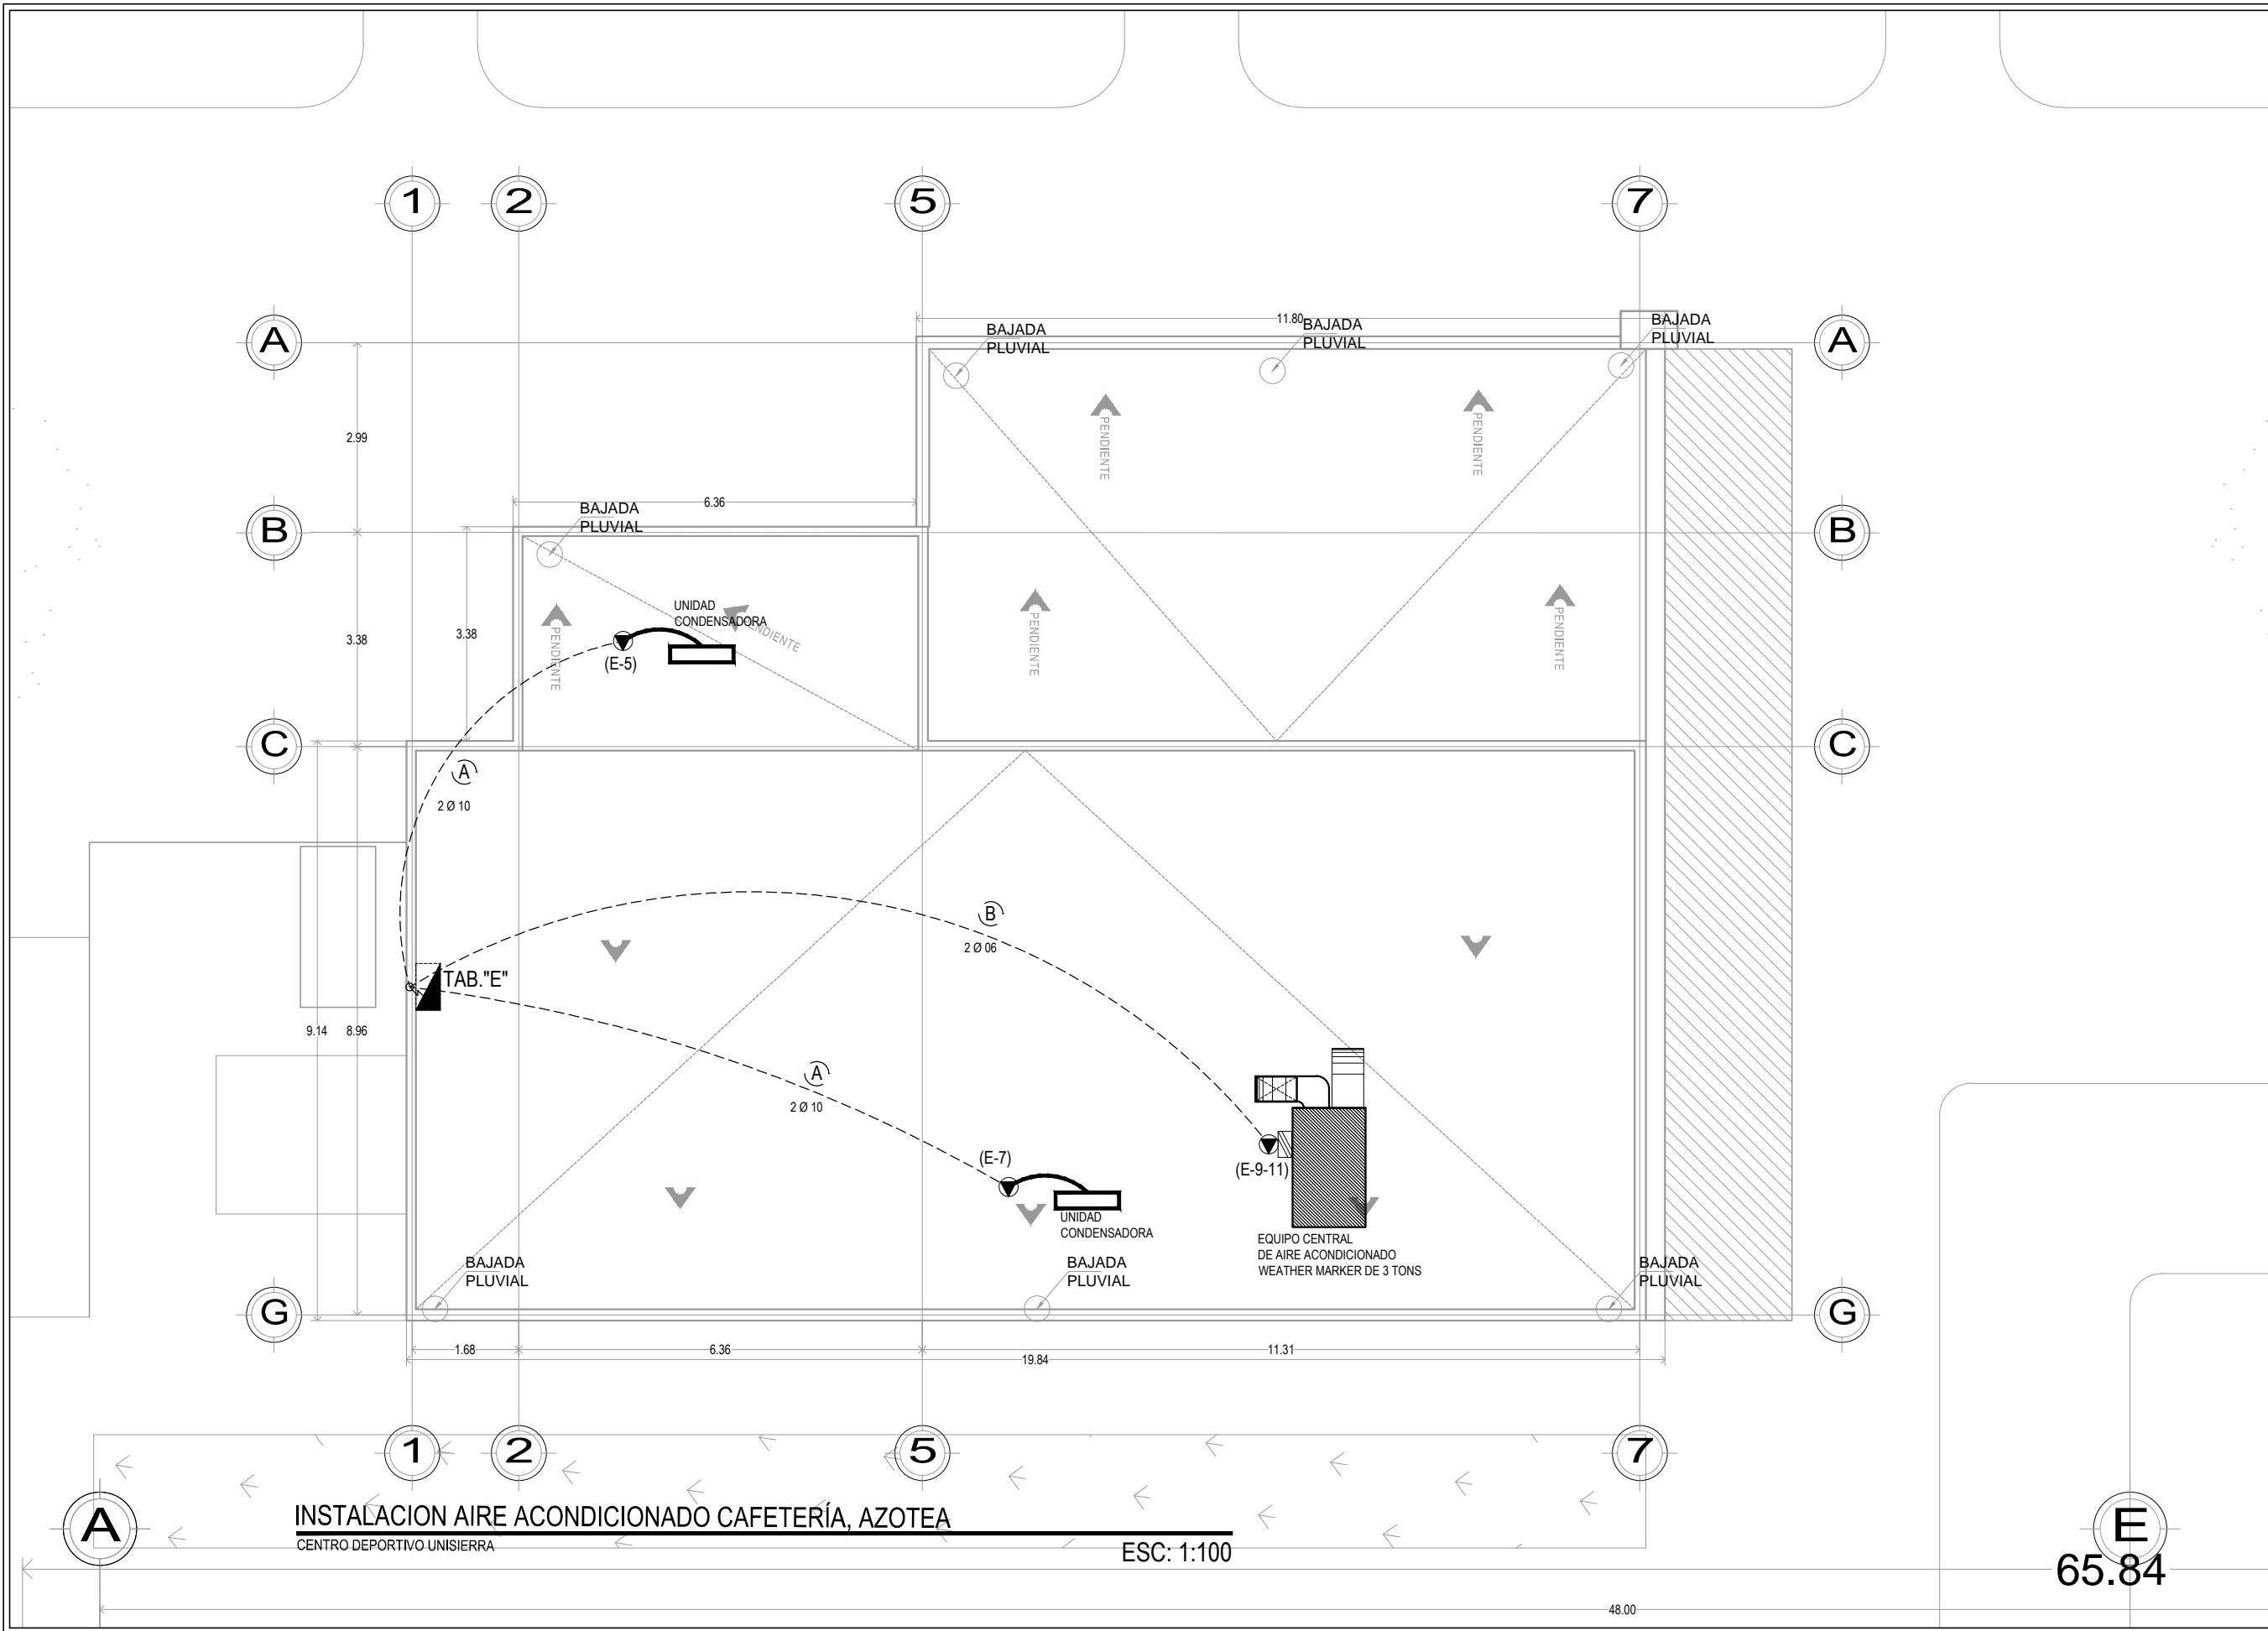 1
2
5
7
A
11.80
BAJADA
PLUVIAL
BAJADA
PLUVIAL
BAJADA
PLUVIAL
A
PENDIENTE
PENDIENTE
2.99
6.36
BAJADA
PLUVIAL
B
B
UNIDAD
CONDENSADORA
PENDIENTE
ENDIENTE
PENDIENTE
PENDIENTE
3.38
3.38
(E-5)
C
C
A
2 Ø 10
B
2 Ø 06
TAB."E"
9.14
8.96
A
2 Ø 10
(E-7)
(E-9-11)
UNIDAD
CONDENSADORA
EQUIPO CENTRAL
DE AIRE ACONDICIONADO
WEATHER MARKER DE 3 TONS
BAJADA
PLUVIAL
BAJADA
PLUVIAL
BAJADA
PLUVIAL
G
G
1.68
6.36
11.31
19.84
1
2
5
7
INSTALACION AIRE ACONDICIONADO CAFETERÍA, AZOTEA
CENTRO DEPORTIVO UNISIERRA
ESC: 1:100
A
E
65.84
48.00